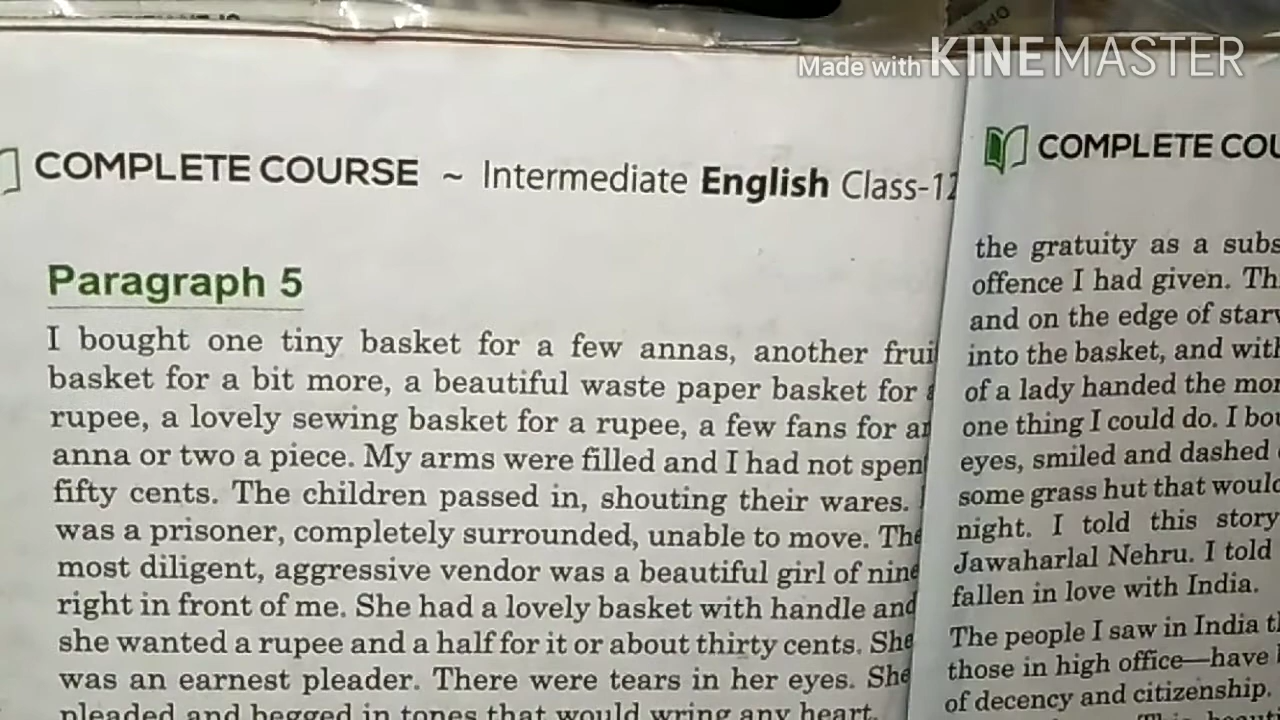 Made with KINEMASTER
COMPLETE COURSE ~ Intermediate English Class-12
Paragraph 5
I bought one tiny basket for a few annas, another frui
basket for a bit more, a beautiful waste paper basket for a
rupee, a lovely sewing basket for a rupee, a few fans for an
anna or two a piece. My arms were filled and I had not spen
fifty cents. The children passed in, shouting their wares. I
was a prisoner, completely surrounded, unable to move. The
most diligent, aggressive vendor was a beautiful girl of nine
right in front of me. She had a lovely basket with handle and
she wanted a rupee and a half for it or about thirty cents. She
was an earnest pleader. There were tears in her eyes. She
pleaded and begged in tones that would wring any heart.
COMPLETE COU
the gratuity as a subs
offence I had given. Th
and on the edge of starv
into the basket, and with
of a lady handed the mon
one thing I could do. I bou
eyes, smiled and dashed
some grass hut that would
night. I told this story
Jawaharlal Nehru. I told
fallen in love with India.
The people I saw in India th
those in high office—have
of decency and citizenship.